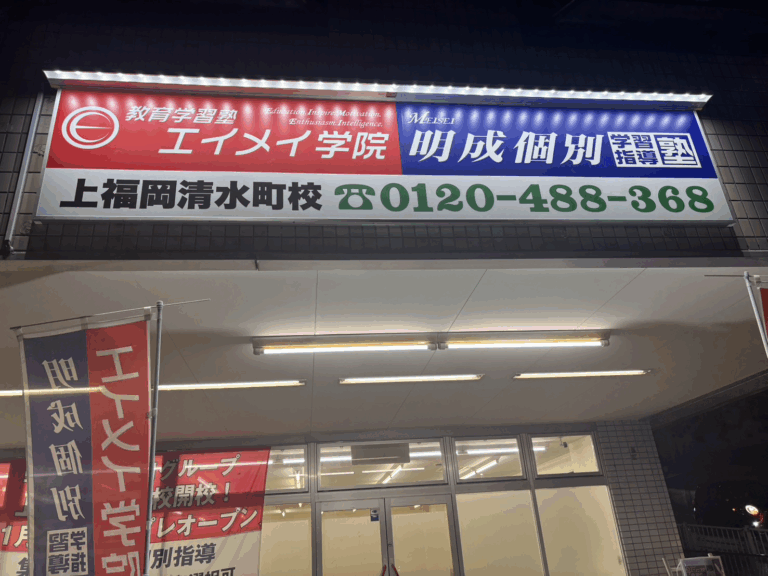 教育学習塾
Education Inspire Motivation.
Enthusiasm Intelligence.
エイメイ学院
MEISEI
明成個別
学習
指導
塾
上福岡清水町校
☎0120-488-368
エイメイ学院
明成個別
学習
指導
グループ
校開校!
1月
プレオープン
別指導